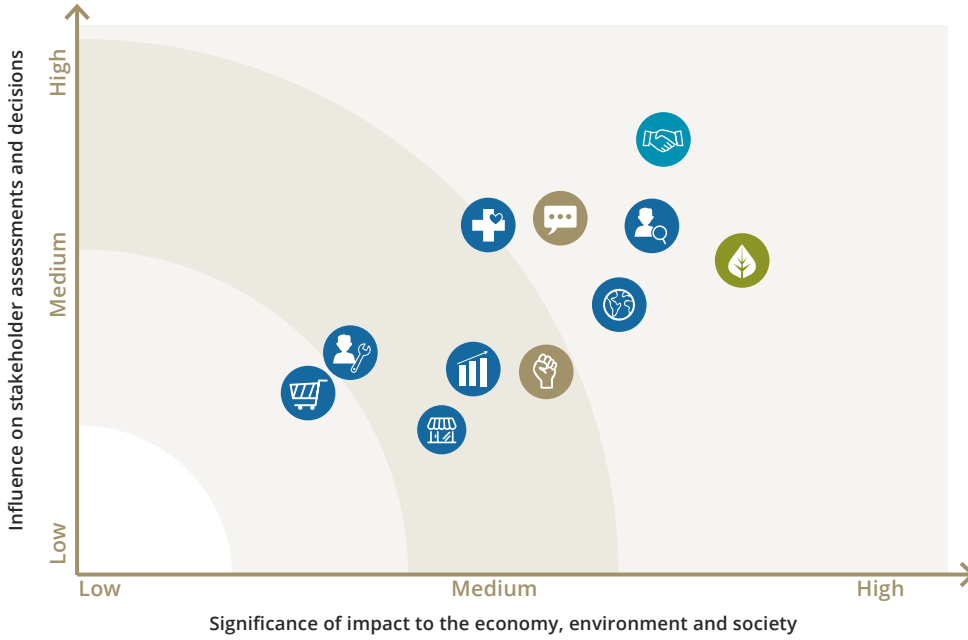 Influence on stakeholder assessments and decisions
High
Medium
Low
Low
Medium
High
Significance of impact to the economy, environment and society